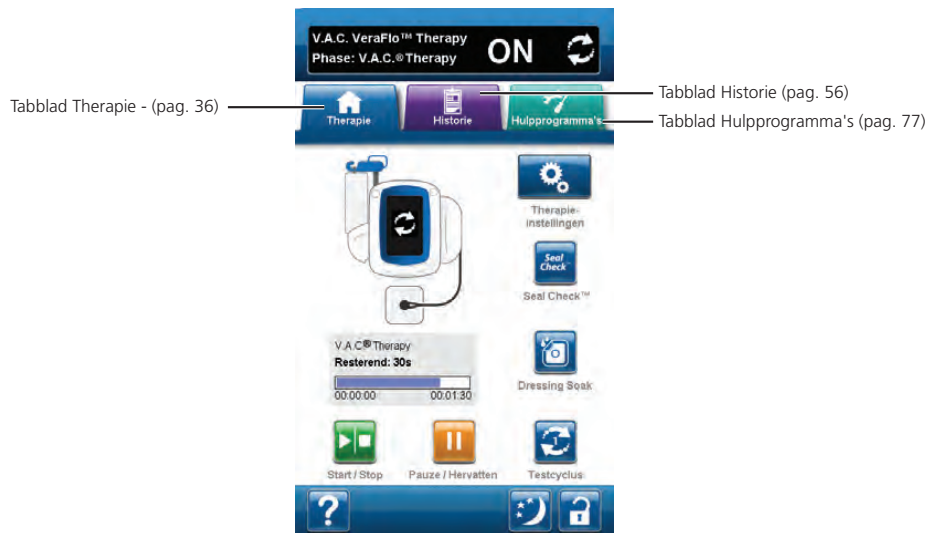 V.A.C. VeraFlo™ Therapy
Phase: V.A.C.® Therapy
ON
Tabblad Therapie - (pag. 36)
Therapie
Historie
Hulpprogramma's
Tabblad Historie (pag. 56)
Tabblad Hulpprogramma's (pag. 77)
Therapie-
instellingen
Seal
Check™
Seal Check™
V.A.C® Therapy
Resterend: 30s
00:00:00 00:01:30
Dressing Soak
Start / Stop
Pauze / Hervatten
1
Testcyclus
?